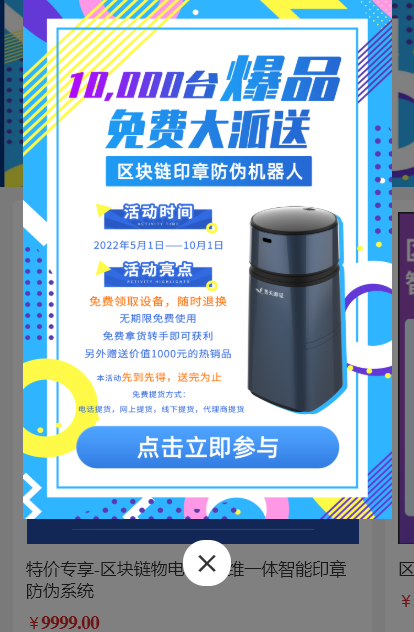 10,000台爆品
免费大派送
区块链印章防伪机器人
活动时间
ACTIVITY TIME
2022年5月1日——10月1日
活动亮点
ACTIVITY HIGHLIGHTS
免费领取设备，随时退换
无期限免费使用
免费拿货转手即可获利
另外赠送价值1000元的热销品
本活动先到先得，送完为止
免费提货方式：
电话提货，网上提货，线下提货，代理商提货
点击立即参与
特价专享-区块链物电
维一体智能印章
防伪系统
￥9999.00
区
￥